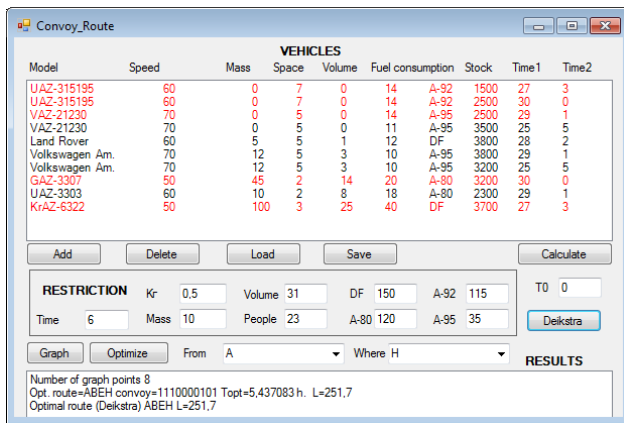 Convoy_Route
VEHICLES
Model Speed Mass Space Volume Fuel consumption Stock Time1 Time2
UAZ-315195 60 0 7 0 14 A-92 1500 27 3
UAZ-315195 60 0 7 0 14 A-92 2500 30 0
VAZ-21230 70 0 5 0 14 A-95 2500 29 1
VAZ-21230 70 0 5 0 11 A-95 3500 25 5
Land Rover 60 5 5 1 12 DF 3800 28 2
Volkswagen Am. 70 12 5 3 10 A-95 3800 29 1
Volkswagen Am. 70 12 5 3 10 A-95 3200 25 5
GAZ-3307 50 45 2 14 20 A-80 3200 30 0
UAZ-3303 60 10 2 8 18 A-80 2300 29 1
KrAZ-6322 50 100 3 25 40 DF 3700 27 3
Add Delete Load Save Calculate
RESTRICTION Kr 0,5 Volume 31 DF 150 A-92 115 T0 0
Time 6 Mass 10 People 23 A-80 120 A-95 35 Deikstra
Graph Optimize From A Where H RESULTS
Number of graph points 8
Opt. route=ABEH convoy=1110000101 Topt=5,437083 h. L=251,7
Optimal route (Deikstra) ABEH L=251,7